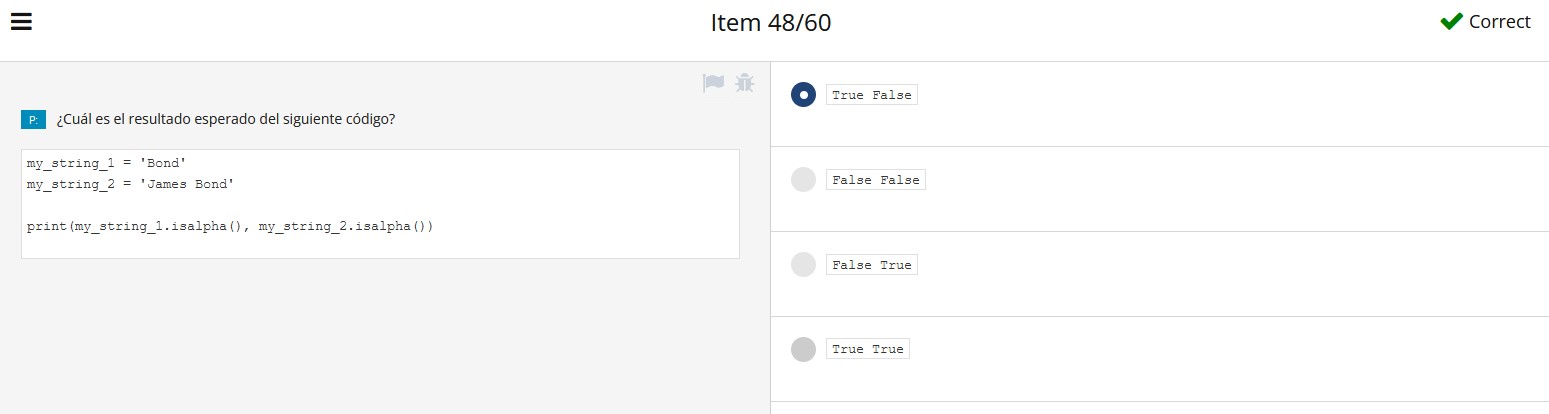 Item 48/60
Correct
P: ¿Cuál es el resultado esperado del siguiente código?
my_string_1 = 'Bond'
my_string_2 = 'James Bond'
print(my_string_1.isalpha(), my_string_2.isalpha())
True False
False False
False True
True True